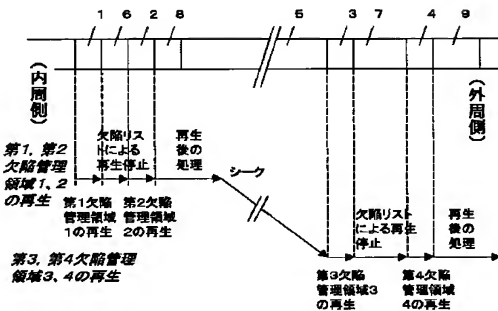 1 6 2 8 5 3 7 4 9
(内周側)
(外周側)
第1, 第2
欠陥管理
領域1、2
の再生
欠陥リス
トによる
再生停止
再生
後の
処理
シーク
第1欠陥
管理領域
1の再生
第2欠陥
管理領域
2の再生
欠陥リスト
による再生
停止
再生
後の
処理
第3, 第4欠陥管理
領域3、4の再生
第3欠陥
管理領域3
の再生
第4欠陥
管理領域
4の再生